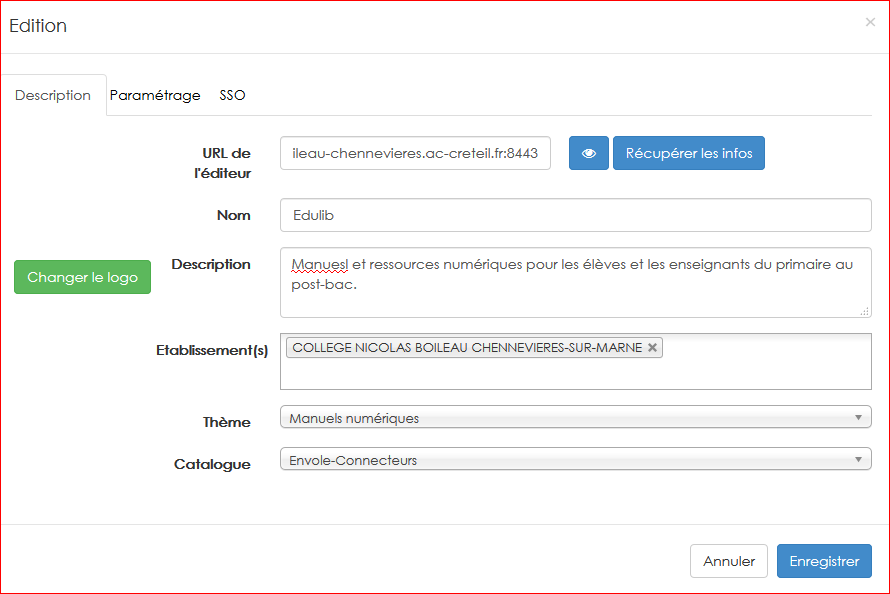 Edition
×
Description Paramétrage SSO
URL de l'éditeur
ileau-chennevieres.ac-creteil.fr:8443
Récupérer les infos
Nom
Edulib
Changer le logo
Description
Manuesl et ressources numériques pour les élèves et les enseignants du primaire au
post-bac.
Etablissement(s)
COLLEGE NICOLAS BOILEAU CHENNEVIERES-SUR-MARNE ×
Thème
Manuels numériques
Catalogue
Envole-Connecteurs
Annuler Enregistrer